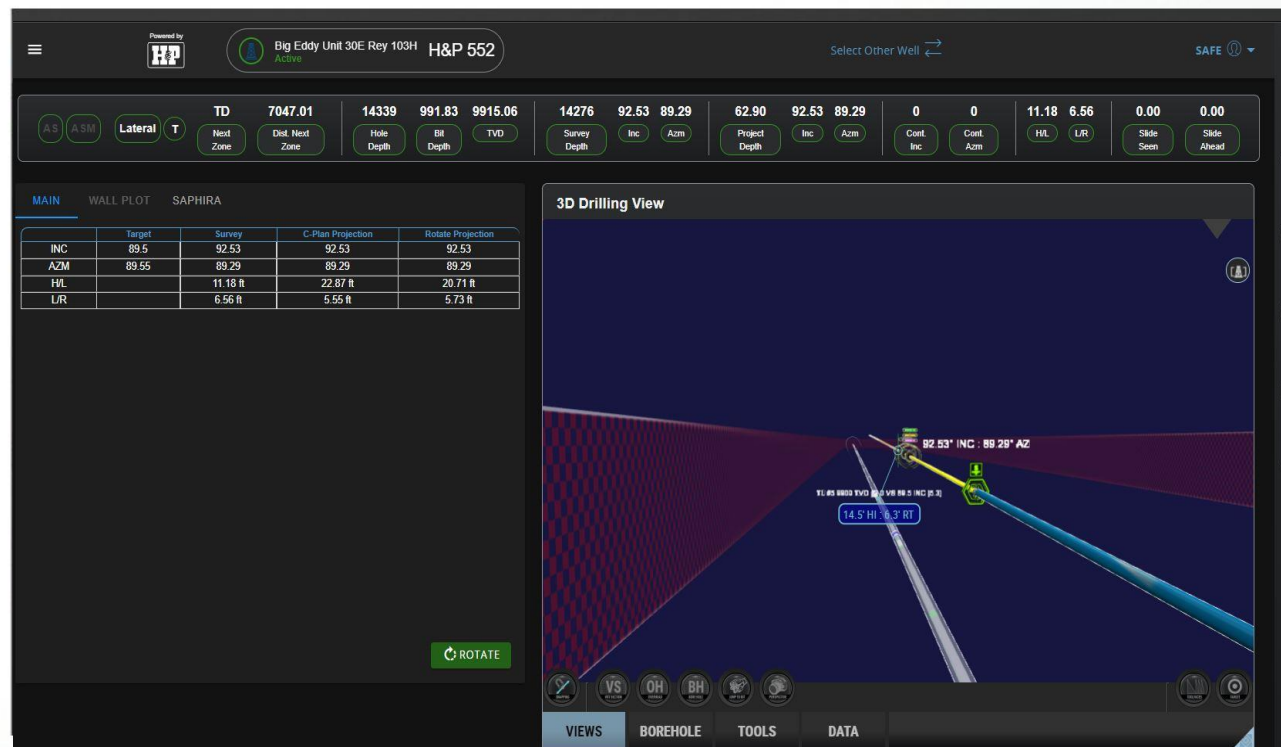 Powered by
H&P
Big Eddy Unit 30E Rey 103H H&P 552
Active
Select Other Well
SAFE
AS ASM Lateral T
TD 7047.01 14339 991.83 9915.06 14276 92.53 89.29 62.90 92.53 89.29 0 0 11.18 6.56 0.00 0.00
Next Zone Dist. Next Zone Hole Depth Bit Depth TVD Survey Depth Inc Azm Project Depth Inc Azm Cont. Inc Cont. Azm H/L L/R Slide Seen Slide Ahead
MAIN WALL PLOT SAPHIRA
Target Survey C-Plan Projection Rotate Projection
INC 89.5 92.53 92.53 92.53
AZM 89.55 89.29 89.29 89.29
H/L 11.18 ft 22.87 ft 20.71 ft
L/R 6.56 ft 5.55 ft 5.73 ft
ROTATE
3D Drilling View
92.53° INC : 89.29° AZ
9900 TVD 0 VS 89.5 INC
14.5' HI : 6.3' RT
VS OH BH
VIEWS BOREHOLE TOOLS DATA